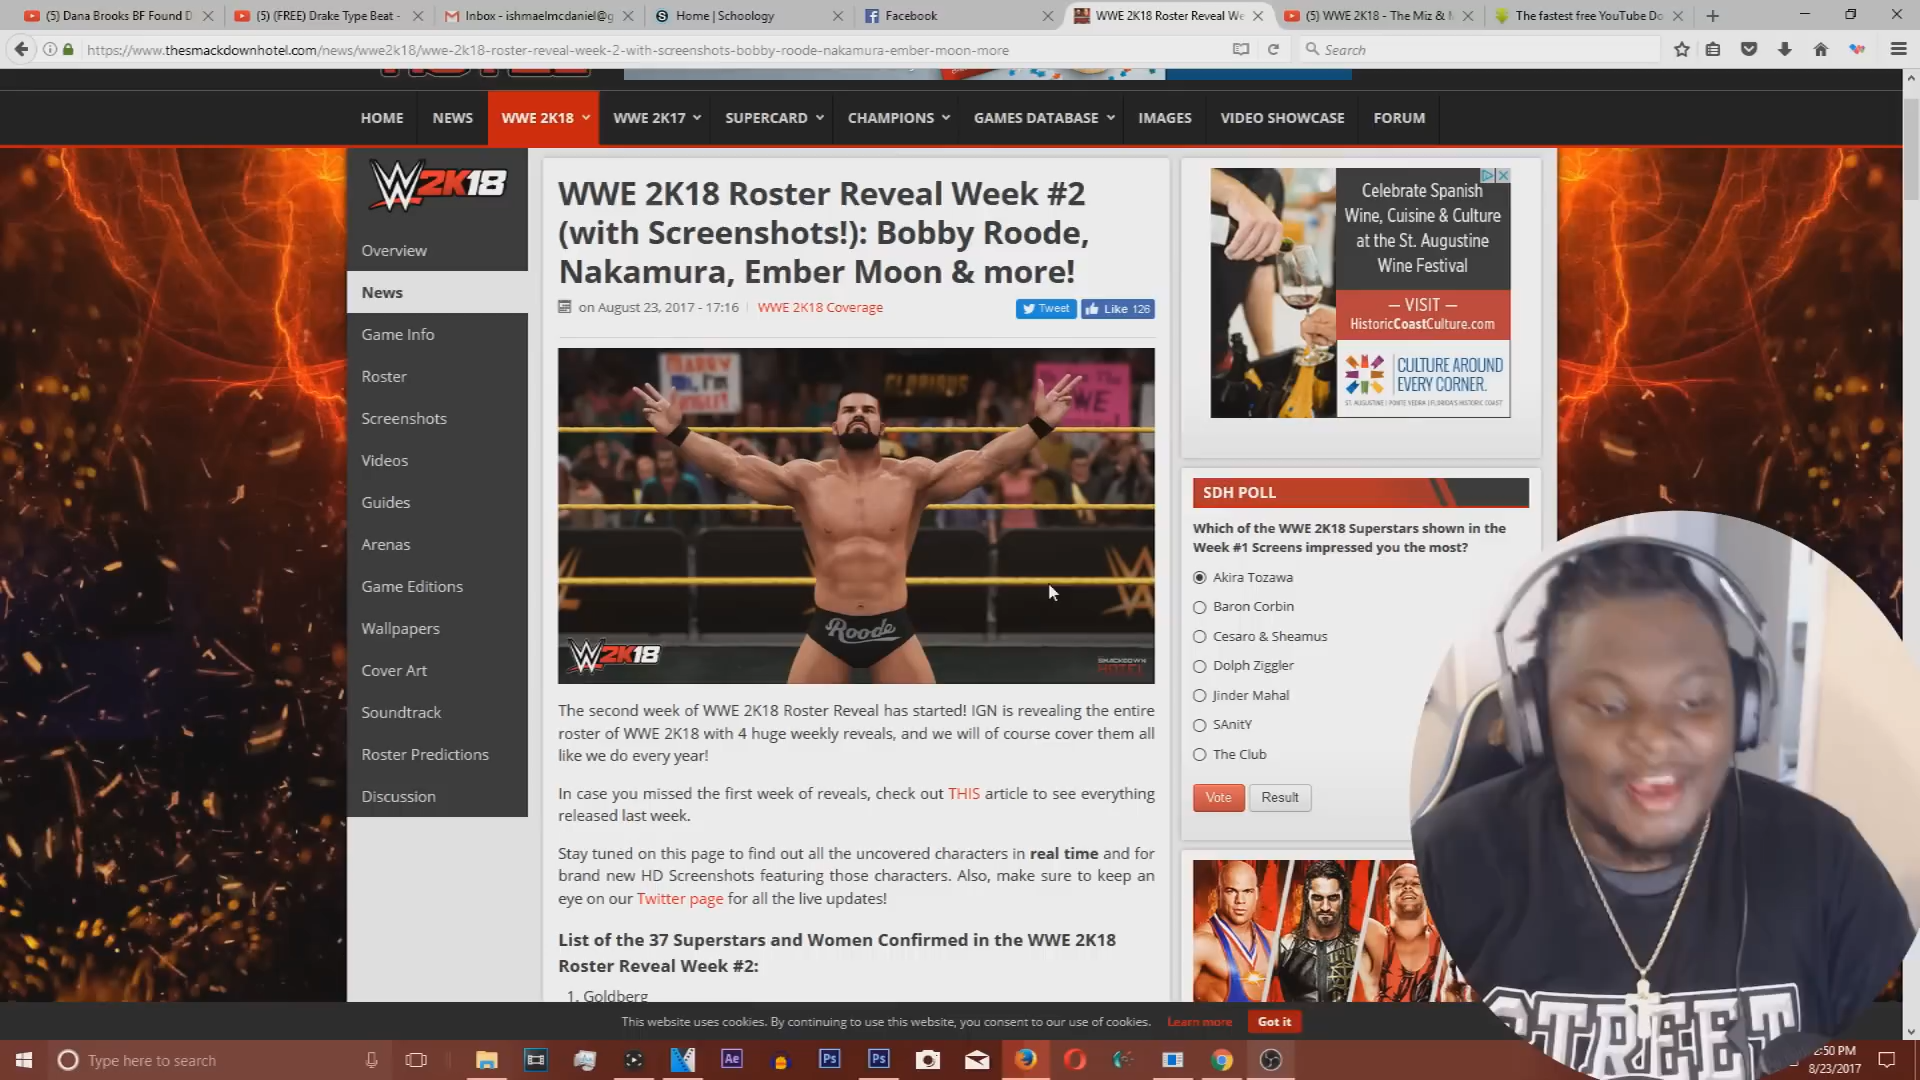 (5) Dana Brooks BF Found D
(5) (FREE) Drake Type Beat -
Inbox - ishmaelmcdaniel@g
Home | Schoology
Facebook
WWE 2K18 Roster Reveal We
(5) WWE 2K18 - The Miz & M
The fastest free YouTube Do
https://www.thesmackdownhotel.com/news/wwe2k18/wwe-2k18-roster-reveal-week-2-with-screenshots-bobby-roode-nakamura-ember-moon-more
Search
HOME
NEWS
WWE 2K18
WWE 2K17
SUPERCARD
CHAMPIONS
GAMES DATABASE
IMAGES
VIDEO SHOWCASE
FORUM
W2K18
Overview
News
Game Info
Roster
Screenshots
Videos
Guides
Arenas
Game Editions
Wallpapers
Cover Art
Soundtrack
Roster Predictions
Discussion
WWE 2K18 Roster Reveal Week #2
(with Screenshots!): Bobby Roode,
Nakamura, Ember Moon & more!
on August 23, 2017 - 17:16
WWE 2K18 Coverage
Tweet
Like 126
MARRY
GLORIOUS
Roode
W2K18
SMACKDOWN
HOTEL
The second week of WWE 2K18 Roster Reveal has started! IGN is revealing the entire
roster of WWE 2K18 with 4 huge weekly reveals, and we will of course cover them all
like we do every year!
In case you missed the first week of reveals, check out THIS article to see everything
released last week.
Stay tuned on this page to find out all the uncovered characters in real time and for
brand new HD Screenshots featuring those characters. Also, make sure to keep an
eye on our Twitter page for all the live updates!
List of the 37 Superstars and Women Confirmed in the WWE 2K18
Roster Reveal Week #2:
1. Goldberg
Celebrate Spanish
Wine, Cuisine & Culture
at the St. Augustine
Wine Festival
— VISIT —
HistoricCoastCulture.com
CULTURE AROUND
EVERY CORNER.
ST. AUGUSTINE | PONTE VEDRA | FLORIDA'S HISTORIC COAST
SDH POLL
Which of the WWE 2K18 Superstars shown in the
Week #1 Screens impressed you the most?
Akira Tozawa
Baron Corbin
Cesaro & Sheamus
Dolph Ziggler
Jinder Mahal
SAnitY
The Club
Vote
Result
This website uses cookies. By continuing to use this website, you consent to our use of cookies.
Learn more
Got it
STREET
Type here to search
Ae
Ps
Ps
2:50 PM
8/23/2017